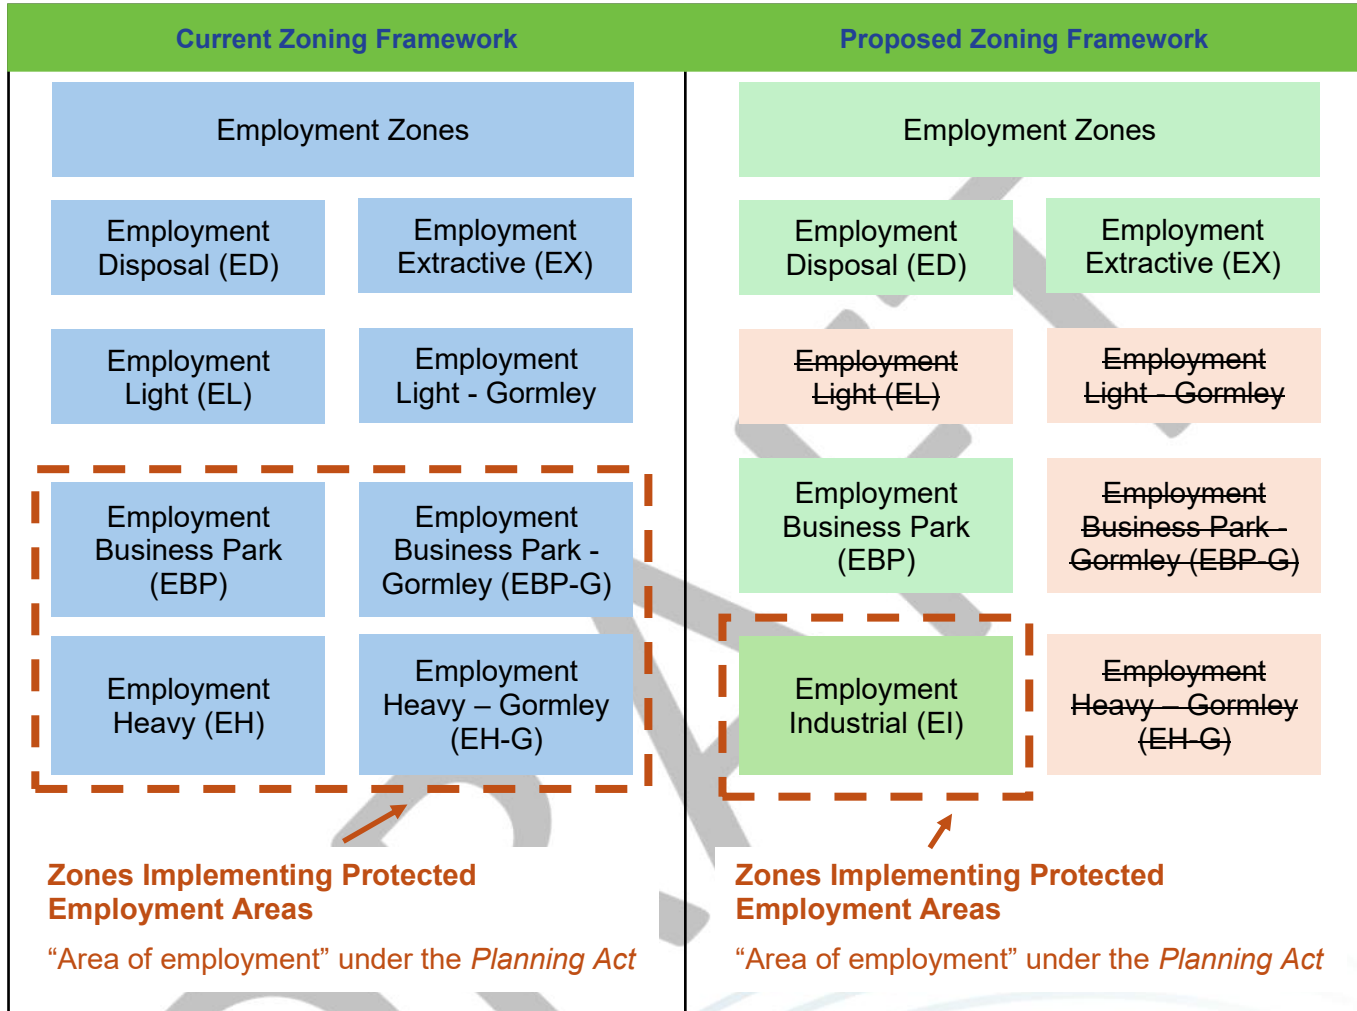 Current Zoning Framework
Proposed Zoning Framework
Employment Zones
Employment
Disposal (ED)
Employment
Extractive (EX)
Employment
Light (EL)
Employment
Light - Gormley
Employment
Business Park
(EBP)
Employment
Business Park -
Gormley (EBP-G)
Employment
Heavy (EH)
Employment
Heavy – Gormley
(EH-G)
Zones Implementing Protected
Employment Areas
“Area of employment” under the Planning Act
Employment Zones
Employment
Disposal (ED)
Employment
Extractive (EX)
Employment
Light (EL)
Employment
Light - Gormley
Employment
Business Park
(EBP)
Employment
Business Park -
Gormley (EBP-G)
Employment
Industrial (EI)
Employment
Heavy – Gormley
(EH-G)
Zones Implementing Protected
Employment Areas
“Area of employment” under the Planning Act
DRAFT